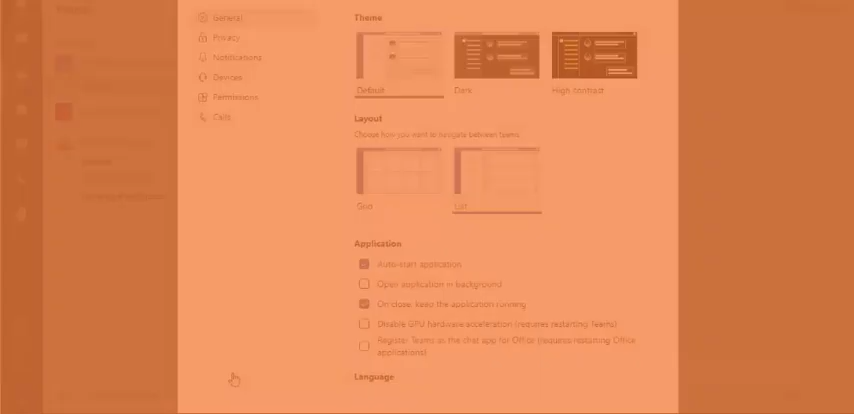 General
Privacy
Notifications
Devices
Permissions
Calls
Theme
Default
Dark
High contrast
Layout
Choose how you want to navigate between teams.
Grid
List
Application
Auto-start application
Open application in background
On close, keep the application running
Disable GPU hardware acceleration (requires restarting Teams)
Register Teams as the chat app for Office (requires restarting Office
applications)
Language